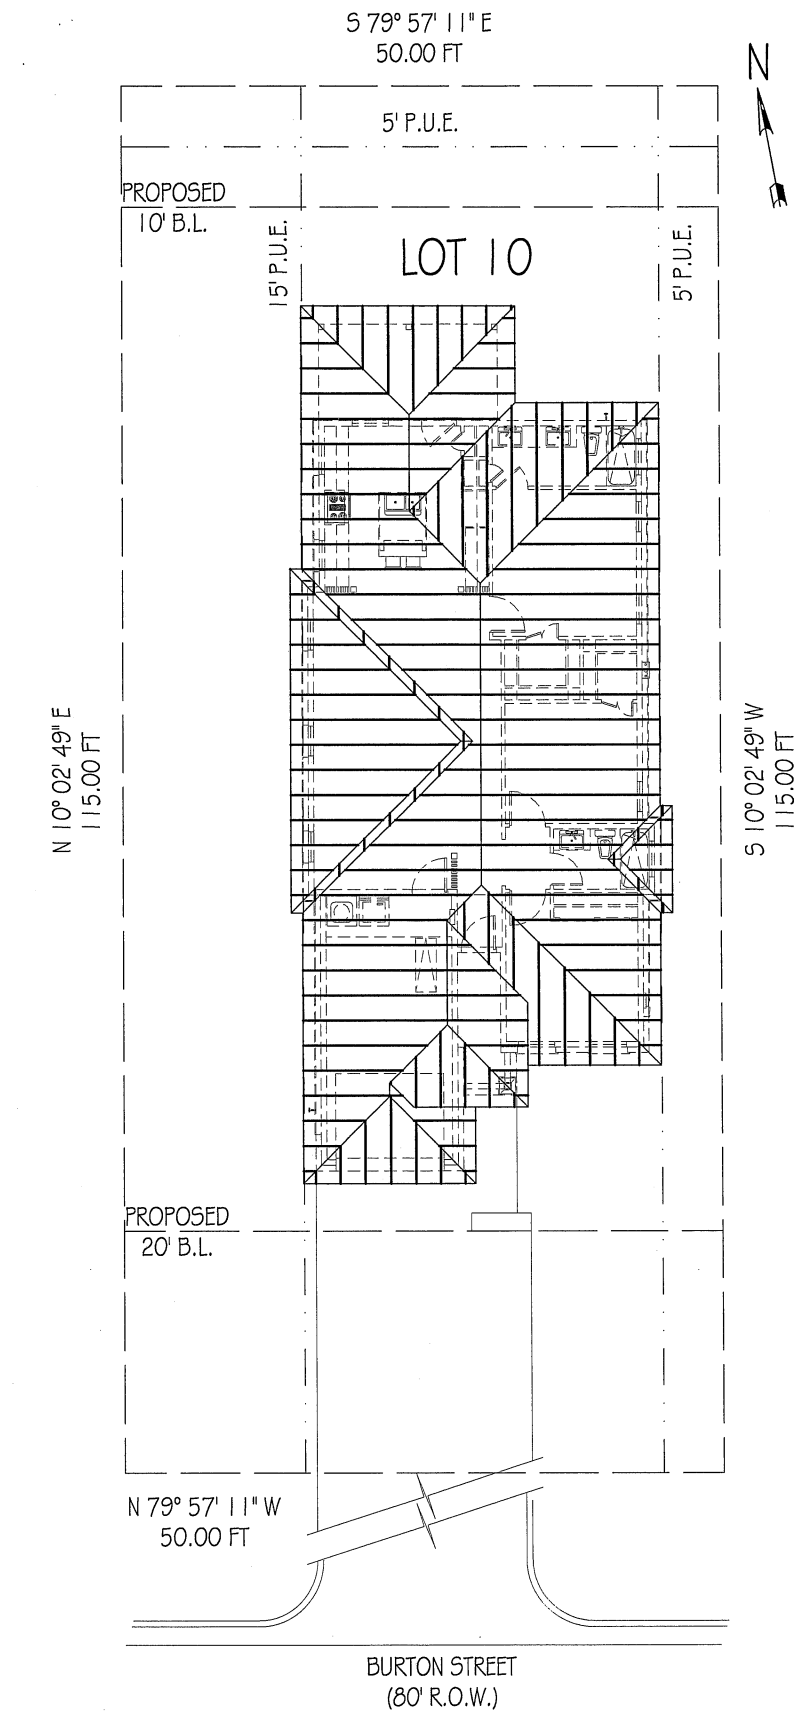 S 79° 57' 11" E
50.00 FT
N
5' P.U.E.
PROPOSED
10' B.L.
15' P.U.E.
LOT 10
5' P.U.E.
N 10° 02' 49" E
115.00 FT
S 10° 02' 49" W
115.00 FT
PROPOSED
20' B.L.
N 79° 57' 11" W
50.00 FT
BURTON STREET
(80' R.O.W.)